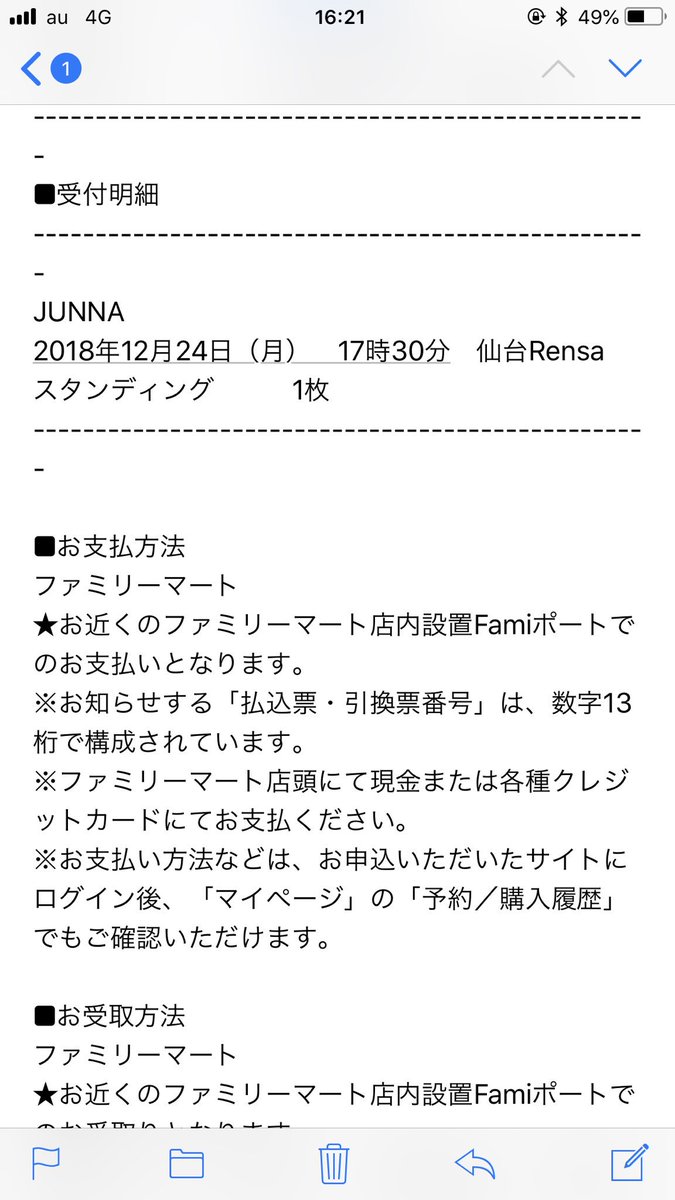 au 4G 16:21 49%
1
-------------------------------------------------
-
■受付明細
-------------------------------------------------
-
JUNNA
2018年12月24日（月）　17時30分　仙台Rensa
スタンディング　　　1枚
-------------------------------------------------
-
■お支払方法
ファミリーマート
★お近くのファミリーマート店内設置Famiポートで
のお支払いとなります。
※お知らせする「払込票・引換票番号」は、数字13
桁で構成されています。
※ファミリーマート店頭にて現金または各種クレジ
ットカードにてお支払ください。
※お支払い方法などは、お申込いただいたサイトに
ログイン後、「マイページ」の「予約／購入履歴」
でもご確認いただけます。
■お受取方法
ファミリーマート
★お近くのファミリーマート店内設置Famiポートで
のお受取りとなります